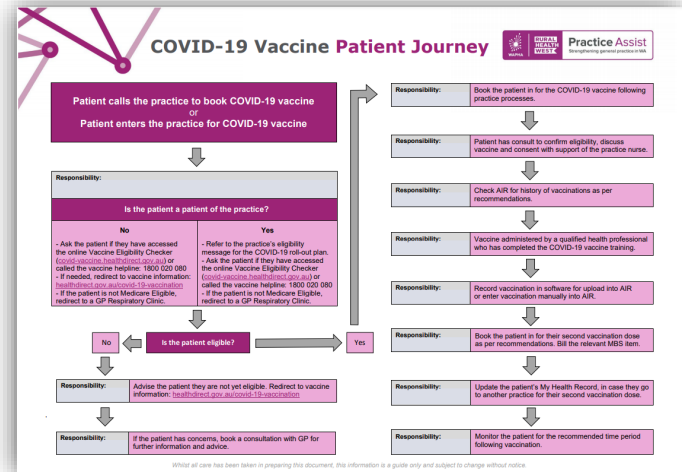 COVID-19 Vaccine Patient Journey
WAPHA
RURAL
HEALTH
WEST
Practice Assist
Strengthening general practice in WA
Patient calls the practice to book COVID-19 vaccine
or
Patient enters the practice for COVID-19 vaccine
Responsibility:
Is the patient a patient of the practice?
No
- Ask the patient if they have accessed
the online Vaccine Eligibility Checker
(covid-vaccine.healthdirect.gov.au) or
called the vaccine helpline: 1800 020 080
- If needed, redirect to vaccine information:
healthdirect.gov.au/covid-19-vaccination
- If the patient is not Medicare Eligible,
redirect to a GP Respiratory Clinic.
Yes
- Refer to the practice's eligibility
message for the COVID-19 roll-out plan.
- Ask the patient if they have accessed
the online Vaccine Eligibility Checker
(covid-vaccine.healthdirect.gov.au) or
called the vaccine helpline: 1800 020 080
- If the patient is not Medicare Eligible,
redirect to a GP Respiratory Clinic.
No
Is the patient eligible?
Yes
Responsibility:
Advise the patient they are not yet eligible. Redirect to vaccine
information: healthdirect.gov.au/covid-19-vaccination
Responsibility:
If the patient has concerns, book a consultation with GP for
further information and advice.
Responsibility:
Book the patient in for the COVID-19 vaccine following
practice processes.
Responsibility:
Patient has consult to confirm eligibility, discuss
vaccine and consent with support of the practice nurse.
Responsibility:
Check AIR for history of vaccinations as per
recommendations.
Responsibility:
Vaccine administered by a qualified health professional
who has completed the COVID-19 vaccine training.
Responsibility:
Record vaccination in software for upload into AIR
or enter vaccination manually into AIR.
Responsibility:
Book the patient in for their second vaccination dose
as per recommendations. Bill the relevant MBS item.
Responsibility:
Update the patient's My Health Record, in case they go
to another practice for their second vaccination dose.
Responsibility:
Monitor the patient for the recommended time period
following vaccination.
Whilst all care has been taken in preparing this document, this information is a guide only and subject to change without notice